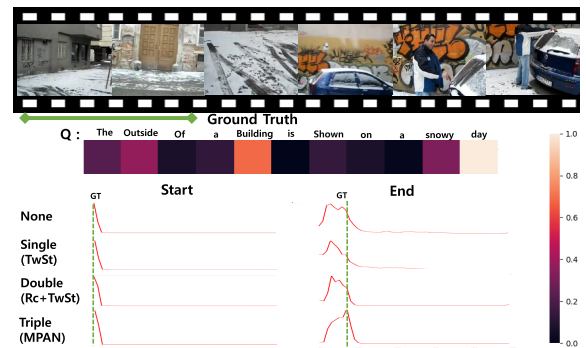 Ground Truth
Q : The Outside Of a Building is Shown on a snowy day
1.0
0.8
0.6
0.4
0.2
0.0
Start
End
GT
GT
None
Single
(TwSt)
Double
(Rc+TwSt)
Triple
(MPAN)